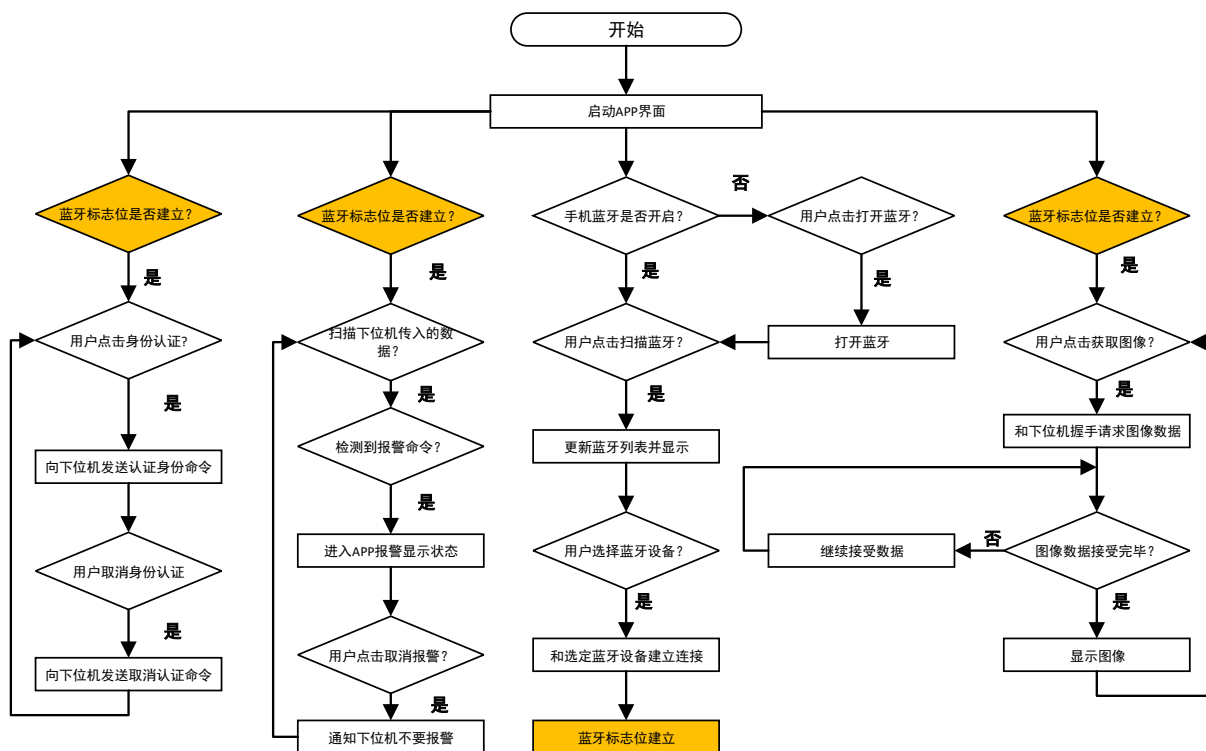 开始
启动APP界面
蓝牙标志位是否建立？
是
用户点击身份认证?
是
向下位机发送认证身份命令
用户取消身份认证
是
向下位机发送取消认证命令
蓝牙标志位是否建立？
是
扫描下位机传入的数
据？
是
检测到报警命令？
是
进入APP报警显示状态
用户点击取消报警？
是
通知下位机不要报警
手机蓝牙是否开启？
否
用户点击打开蓝牙？
是
是
打开蓝牙
用户点击扫描蓝牙？
是
更新蓝牙列表并显示
用户选择蓝牙设备？
是
和选定蓝牙设备建立连接
蓝牙标志位建立
蓝牙标志位是否建立？
是
用户点击获取图像？
是
和下位机握手请求图像数据
图像数据接受完毕？
否
继续接受数据
是
显示图像